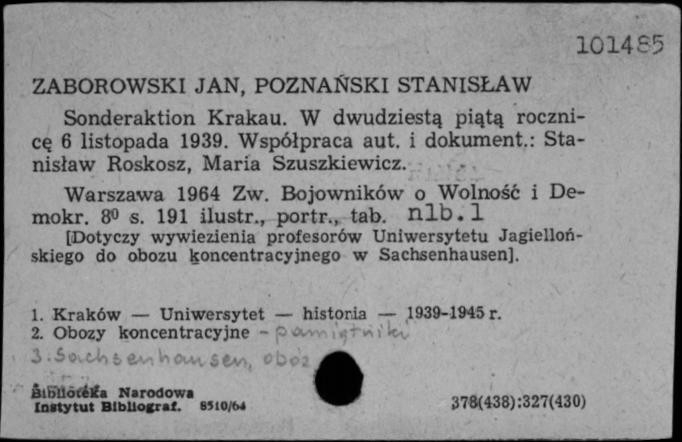 101485
ZABOROWSKI JAN, POZNAŃSKI STANISŁAW
Sonderaktion Krakau. W dwudziestą piątą roczni-
cę 6 listopada 1939. Współpraca aut. i dokument.: Sta-
nisław Roskosz, Maria Szuszkiewicz.
Warszawa 1964 Zw. Bojowników o Wolność i De-
mokr. 8⁰ s. 191 ilustr., portr., tab. nlb.1
[Dotyczy wywiezienia profesorów Uniwersytetu Jagielloń-
skiego do obozu koncentracyjnego w Sachsenhausen].
1. Kraków — Uniwersytet — historia — 1939-1945 r.
2. Obozy koncentracyjne - pamiętniki
3. Sachsenhausen, obóz
Biblioteka Narodowa
Instytut Bibliograf. 8510/64
378(438):327(430)